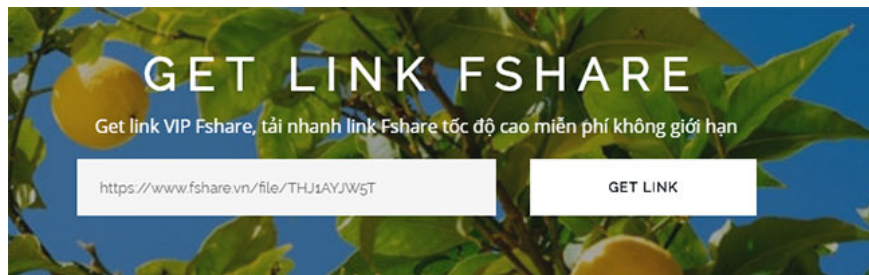 GET LINK FSHARE
Get link VIP Fshare, tải nhanh link Fshare tốc độ cao miễn phí không giới hạn
https://www.fshare.vn/file/THJ1AYJW5T
GET LINK